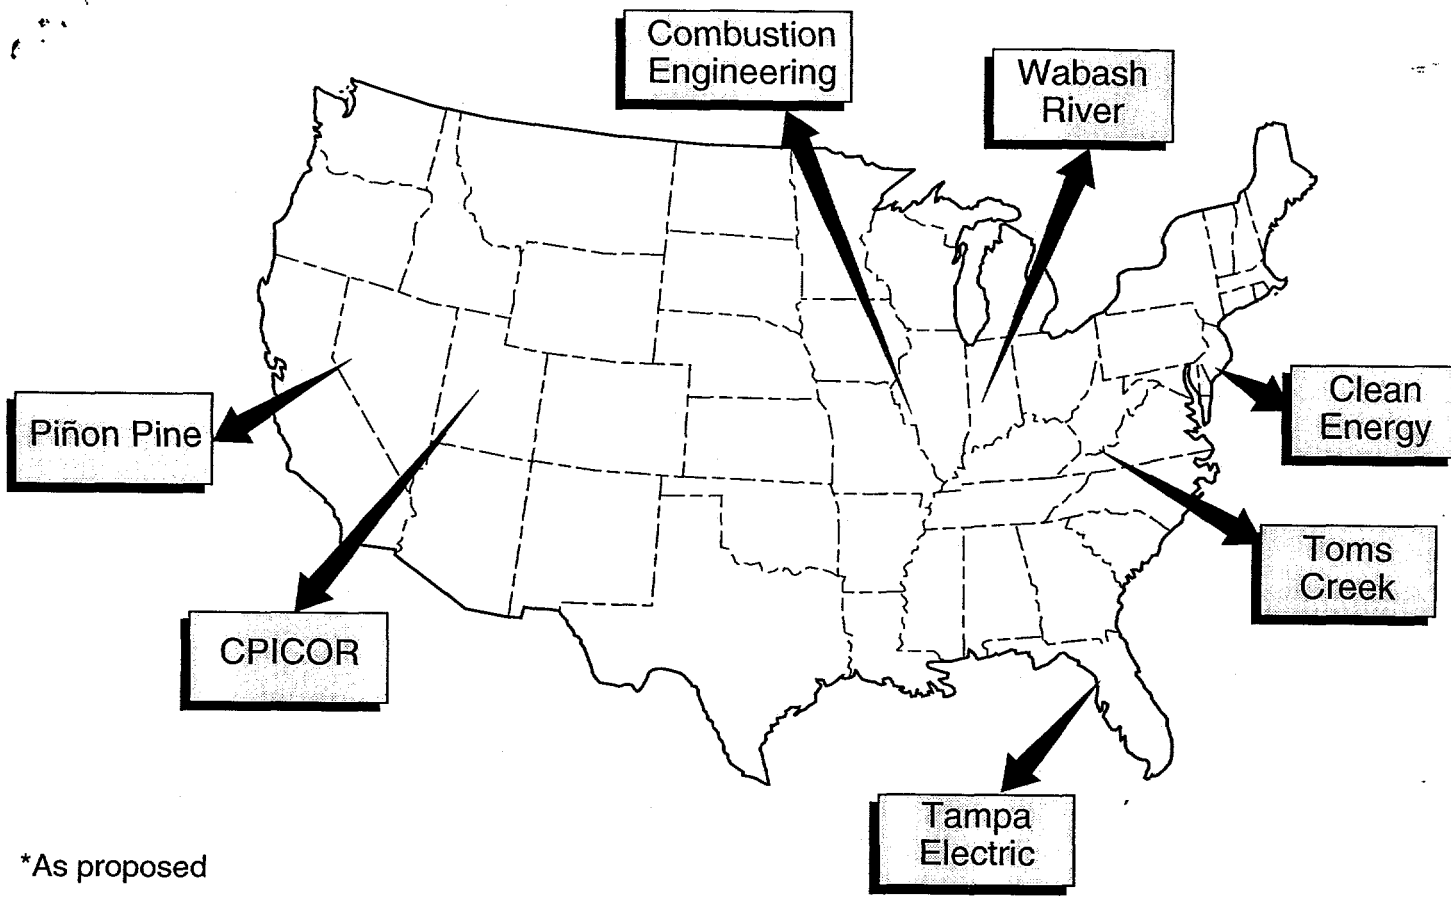 Combustion
Engineering
Wabash
River
Piñon Pine
Clean
Energy
Toms
Creek
CPICOR
Tampa
Electric
*As proposed